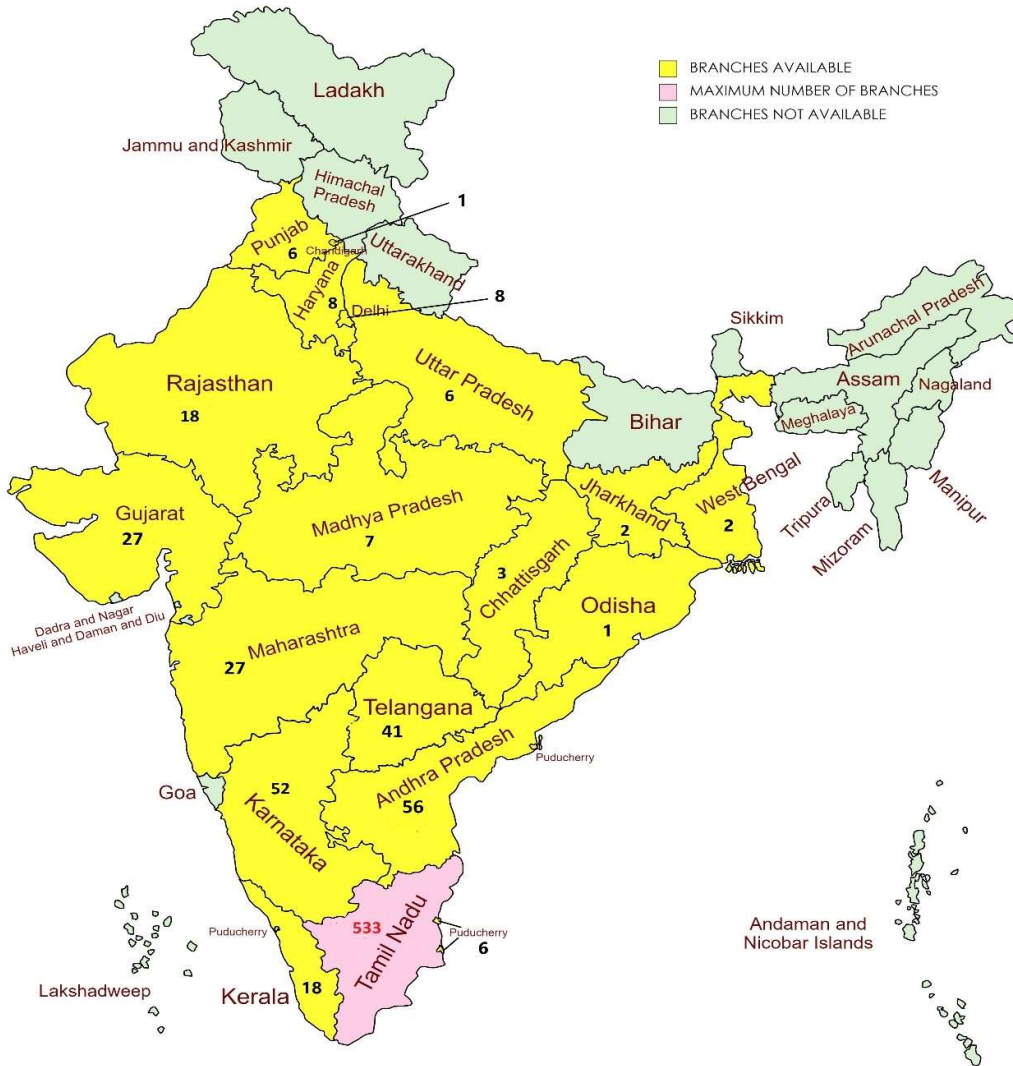 BRANCHES AVAILABLE
MAXIMUM NUMBER OF BRANCHES
BRANCHES NOT AVAILABLE
Ladakh
Jammu and Kashmir
Himachal
Pradesh
1
Punjab
6
Chandigarh
Uttarakhand
Haryana
8
Delhi
8
Sikkim
Arunachal Pradesh
Assam
Nagaland
Meghalaya
Manipur
Tripura
Mizoram
Rajasthan
18
Uttar Pradesh
6
Bihar
Gujarat
27
Madhya Pradesh
7
Jharkhand
2
West Bengal
2
Chhattisgarh
3
Odisha
1
Dadra and Nagar
Haveli and Daman and Diu
Maharashtra
27
Telangana
41
Andhra Pradesh
56
Puducherry
Goa
Karnataka
52
Tamil Nadu
533
Puducherry
6
Puducherry
Kerala
18
Lakshadweep
Andaman and
Nicobar Islands